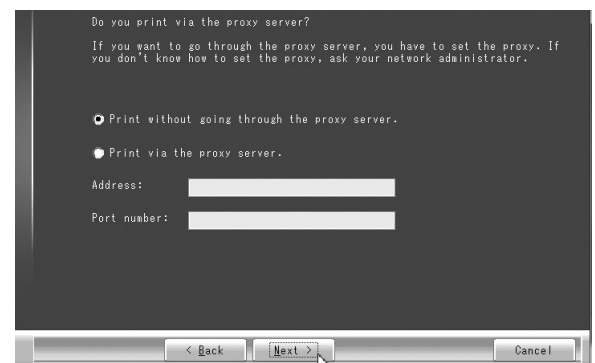 Do you print via the proxy server?
If you want to go through the proxy server, you have to set the proxy. If
you don't know how to set the proxy, ask your network administrator.
Print without going through the proxy server.
Print via the proxy server.
Address:
Port number:
< Back
Next >
Cancel